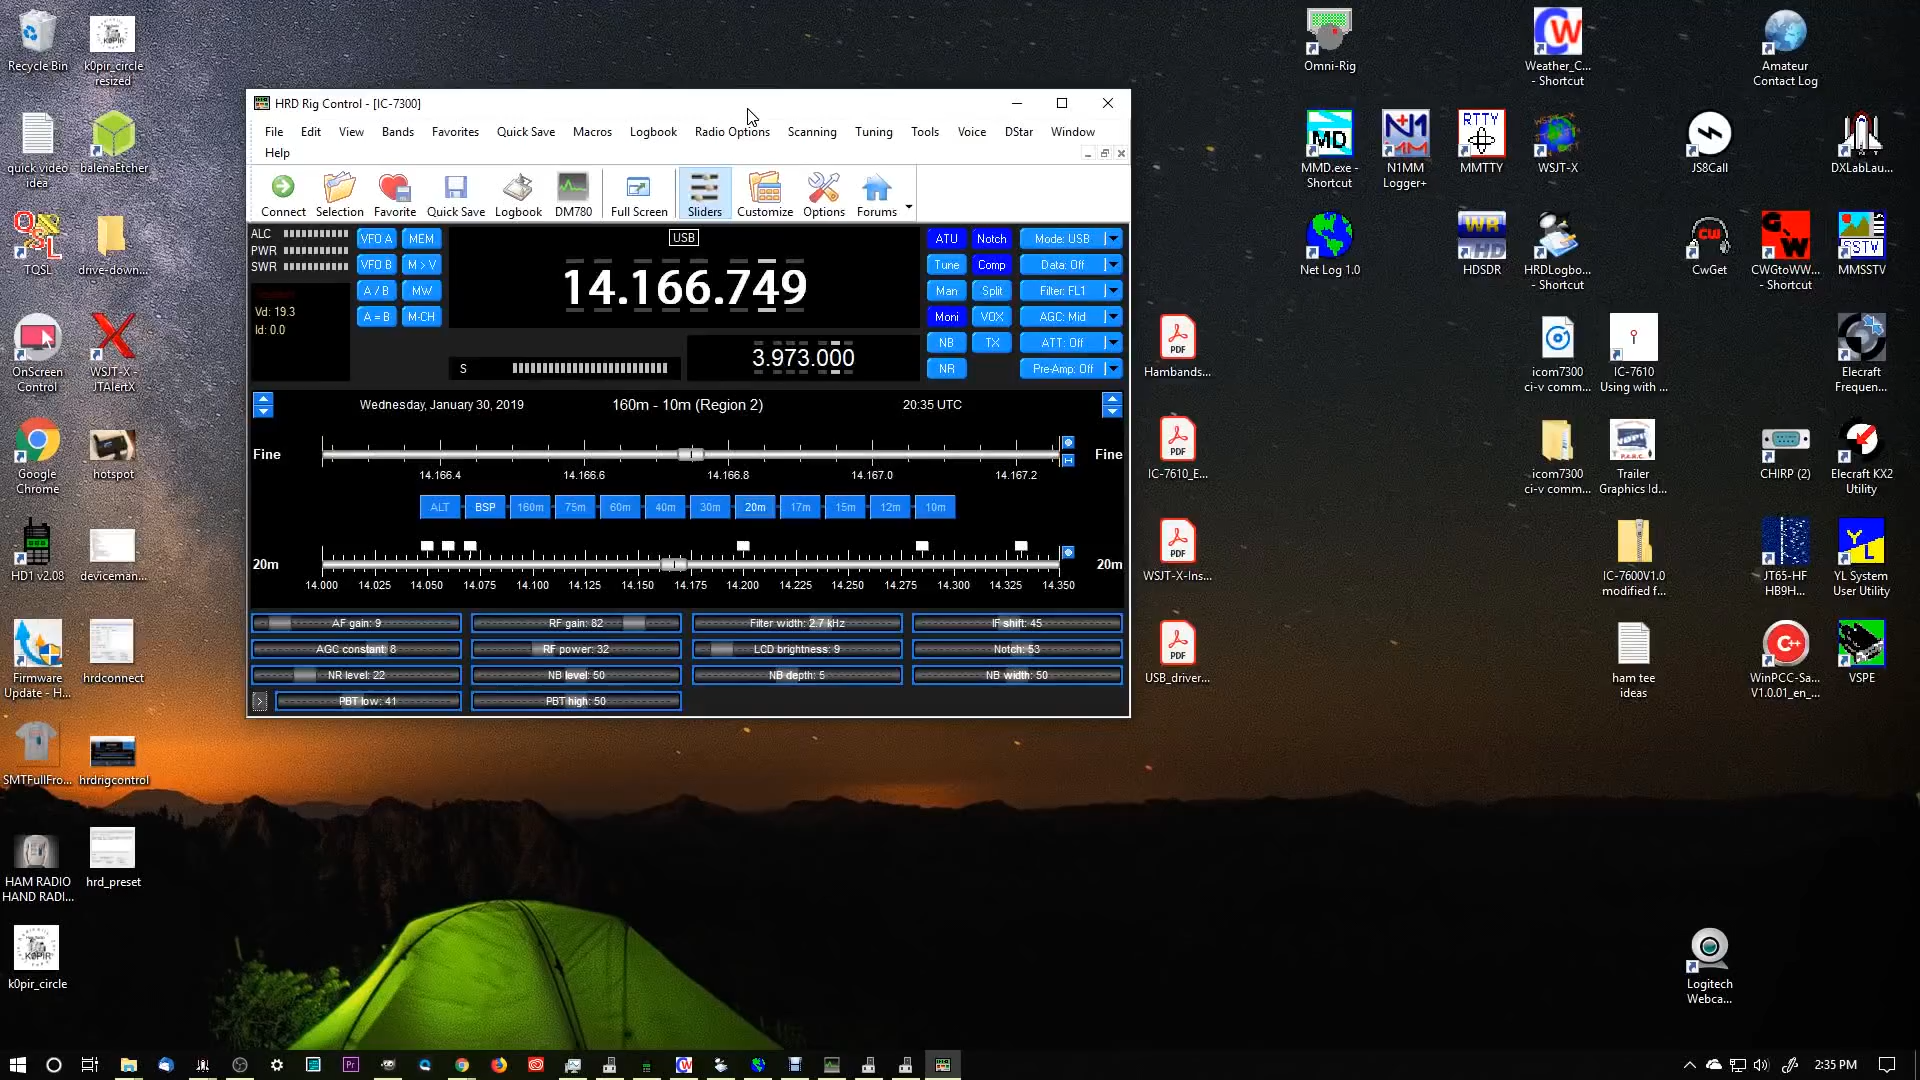 Recycle Bin
k0pir_circle
resized
quick video
idea
balenaEtcher
TQSL
drive-down...
OnScreen
Control
WSJT-X -
JTAlertX
Google
Chrome
hotspot
HD1 v2.08
deviceman...
Firmware
Update - H...
hrdconnect
SMTFullFro...
hrdrigcontrol
HAM RADIO
HAND RADI...
hrd_preset
k0pir_circle
HRD Rig Control - [IC-7300]
File Edit View Bands Favorites Quick Save Macros Logbook Radio Options Scanning Tuning Tools Voice DStar Window
Help
Connect Selection Favorite Quick Save Logbook DM780 Full Screen Sliders Customize Options Forums
ALC
PWR
SWR
Vd: 19.3
Id: 0.0
VFO A MEM
VFO B M > V
A / B MW
A = B M-CH
USB
14.166.749
S
3.973.000
ATU Notch Mode: USB
Tune Comp Data: Off
Man Split Filter: FL1
Moni VOX AGC: Mid
NB TX ATT: Off
NR Pre-Amp: Off
Wednesday, January 30, 2019 160m - 10m (Region 2) 20:35 UTC
Fine Fine
14.166.4 14.166.6 14.166.8 14.167.0 14.167.2
ALT BSP 160m 75m 60m 40m 30m 20m 17m 15m 12m 10m
20m 20m
14.000 14.025 14.050 14.075 14.100 14.125 14.150 14.175 14.200 14.225 14.250 14.275 14.300 14.325 14.350
AF gain: 9 RF gain: 82 Filter width: 2.7 kHz IF shift: 45
AGC constant: 8 RF power: 32 LCD brightness: 9 Notch: 53
NR level: 22 NB level: 50 NB depth: 5 NB width: 50
> PBT low: 41 PBT high: 50
PDF
Hambands...
PDF
IC-7610_E...
PDF
WSJT-X-Ins...
PDF
USB_driver...
Omni-Rig
Weather_C...
- Shortcut
Amateur
Contact Log
MD
MMD.exe -
Shortcut
N1
MM
N1MM
Logger+
RTTY
MMTTY
WSJT-X
JS8Call
DXLabLau...
Net Log 1.0
WR
HD
HDSDR
HRDLogbo...
- Shortcut
CW
CwGet
CWGtoWW...
- Shortcut
SSTV
MMSSTV
icom7300
ci-v comm...
IC-7610
Using with ...
Elecraft
Frequen...
icom7300
ci-v comm...
Trailer
Graphics Id...
CHIRP (2)
Elecraft KX2
Utility
IC-7600V1.0
modified f...
JT65-HF
HB9H...
YL
YL System
User Utility
ham tee
ideas
C++
WinPCC-Sa...
V1.0.01_en_...
VSPE
Logitech
Webca...
Pr
2:35 PM